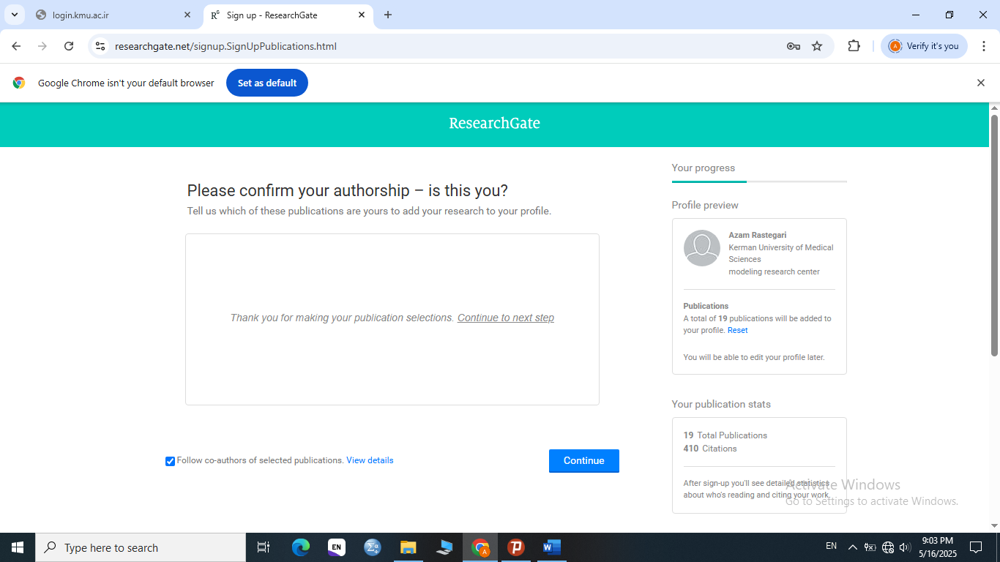 login.kmu.ac.ir
Sign up - ResearchGate
researchgate.net/signup.SignUpPublications.html
Verify it's you
Google Chrome isn't your default browser
Set as default
ResearchGate
Please confirm your authorship – is this you?
Tell us which of these publications are yours to add your research to your profile.
Thank you for making your publication selections. Continue to next step
Follow co-authors of selected publications. View details
Continue
Your progress
Profile preview
Azam Rastegari
Kerman University of Medical
Sciences
modeling research center
Publications
A total of 19 publications will be added to
your profile. Reset
You will be able to edit your profile later.
Your publication stats
19 Total Publications
410 Citations
After sign-up you'll see detailed statistics
about who's reading and citing your work.
Activate Windows
Go to Settings to activate Windows.
Type here to search
EN
EN
9:03 PM
5/16/2025